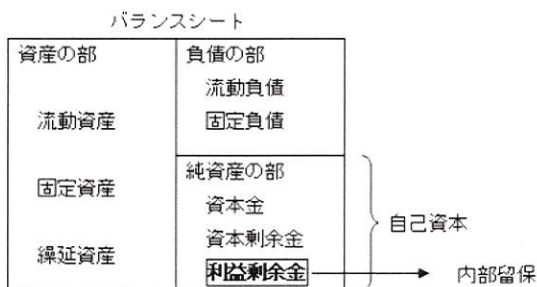 バランスシート
資産の部
流動資産
固定資産
繰延資産
負債の部
流動負債
固定負債
純資産の部
資本金
資本剰余金
利益剰余金
自己資本
内部留保